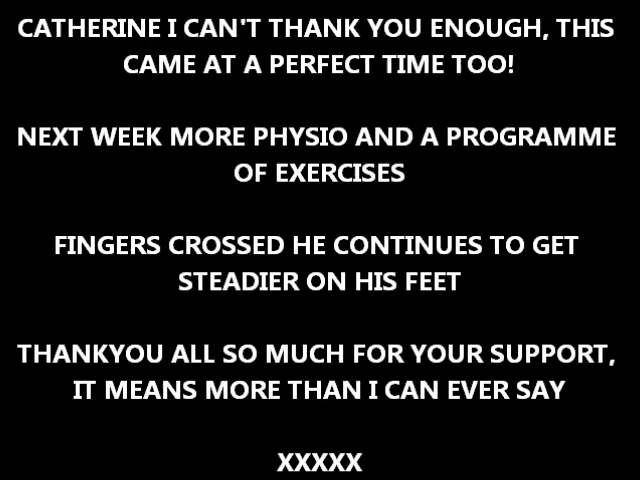 CATHERINE I CAN'T THANK YOU ENOUGH, THIS
CAME AT A PERFECT TIME TOO!
NEXT WEEK MORE PHYSIO AND A PROGRAMME
OF EXERCISES
FINGERS CROSSED HE CONTINUES TO GET
STEADIER ON HIS FEET
THANKYOU ALL SO MUCH FOR YOUR SUPPORT,
IT MEANS MORE THAN I CAN EVER SAY
XXXXX